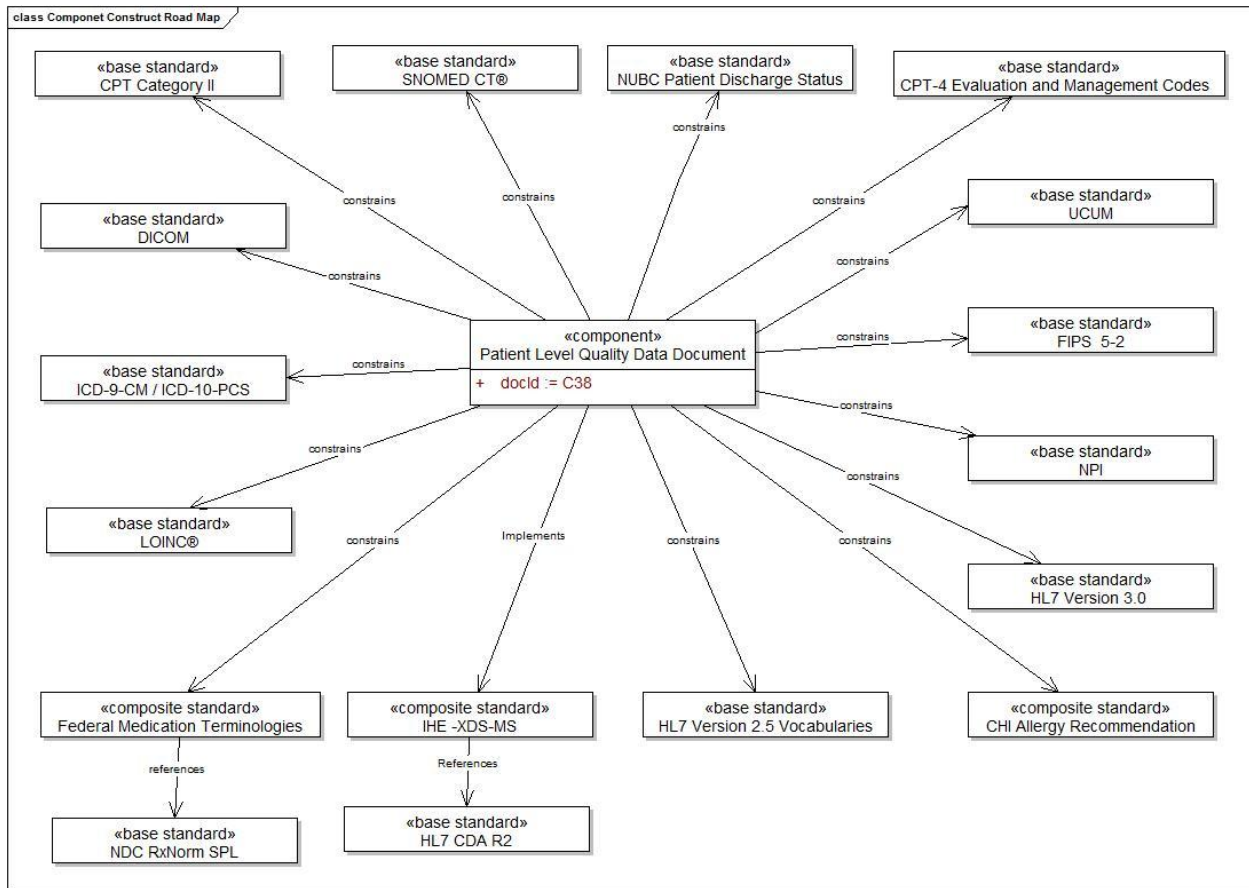 class Componet Construct Road Map
«base standard»
CPT Category II
«base standard»
SNOMED CT®
«base standard»
NUBC Patient Discharge Status
«base standard»
CPT-4 Evaluation and Management Codes
constrains
constrains
constrains
constrains
«base standard»
UCUM
«base standard»
DICOM
constrains
constrains
«component»
Patient Level Quality Data Document
+ docId := C38
«base standard»
FIPS 5-2
constrains
«base standard»
ICD-9-CM / ICD-10-PCS
constrains
constrains
«base standard»
NPI
constrains
constrains
«base standard»
LOINC®
constrains
Implements
constrains
constrains
«base standard»
HL7 Version 3.0
«composite standard»
Federal Medication Terminologies
«composite standard»
IHE -XDS-MS
«base standard»
HL7 Version 2.5 Vocabularies
«composite standard»
CHI Allergy Recommendation
references
References
«base standard»
NDC RxNorm SPL
«base standard»
HL7 CDA R2